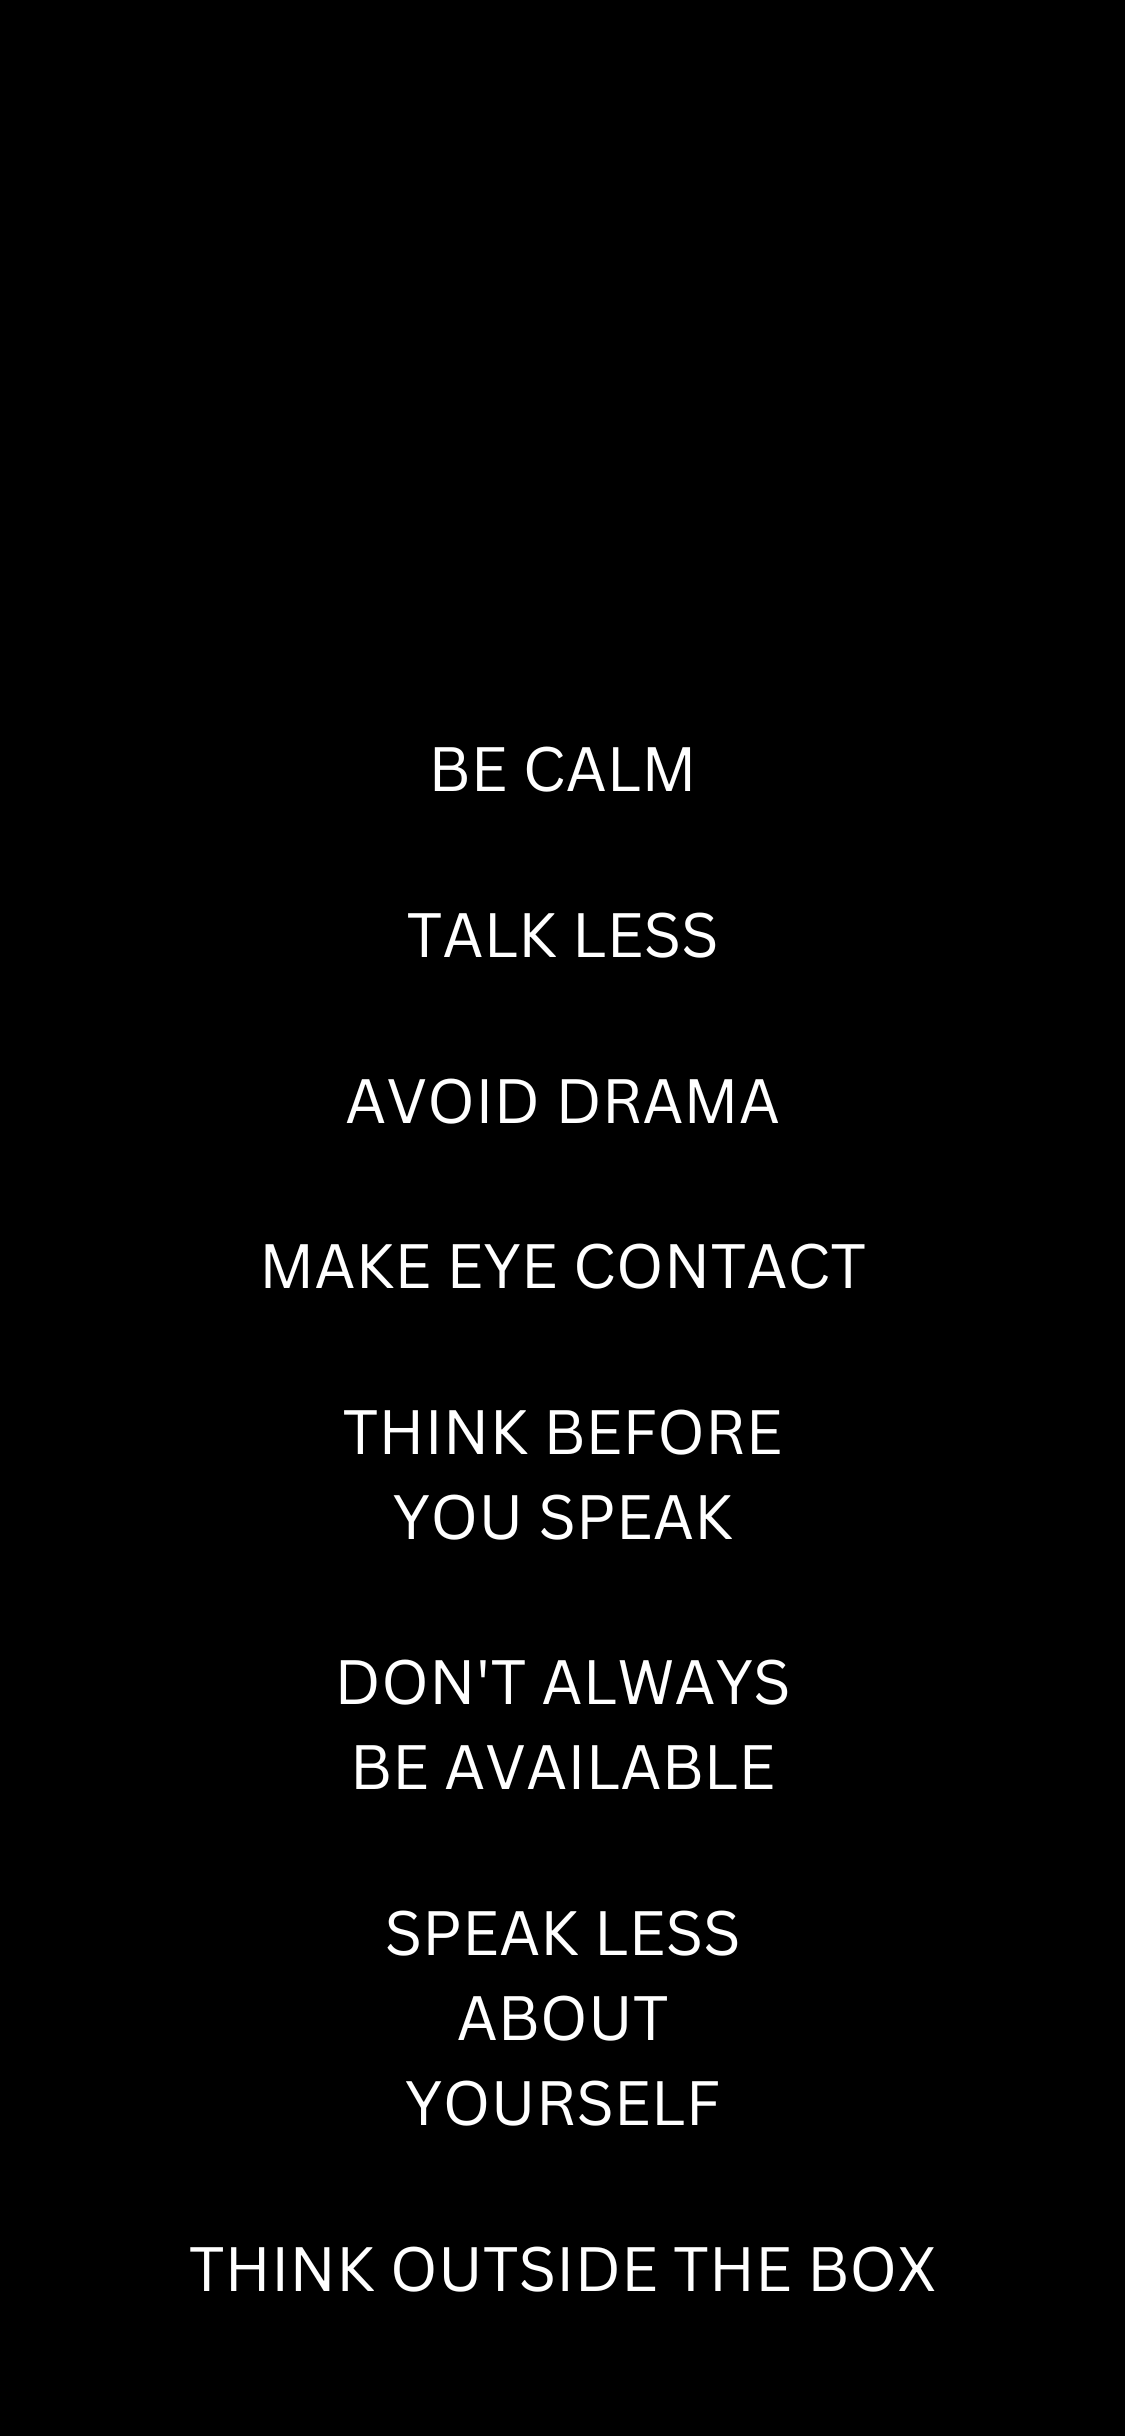 BE CALM
TALK LESS
AVOID DRAMA
MAKE EYE CONTACT
THINK BEFORE
YOU SPEAK
DON'T ALWAYS
BE AVAILABLE
SPEAK LESS
ABOUT
YOURSELF
THINK OUTSIDE THE BOX